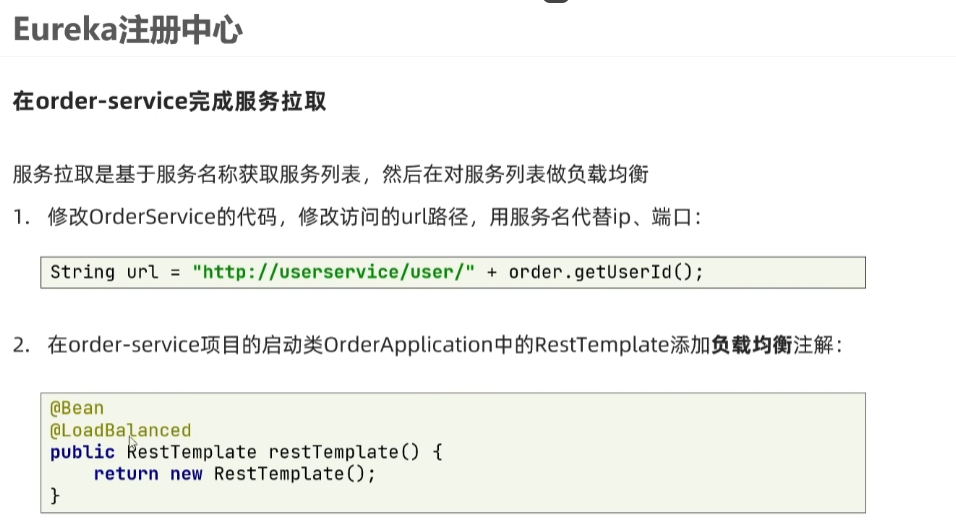 Eureka注册中心
在order-service完成服务拉取
服务拉取是基于服务名称获取服务列表，然后在对服务列表做负载均衡
1. 修改OrderService的代码，修改访问的url路径，用服务名代替ip、端口：
String url = "http://userservice/user/" + order.getUserId();
2. 在order-service项目的启动类OrderApplication中的RestTemplate添加负载均衡注解：
@Bean
@LoadBalanced
public RestTemplate restTemplate() {
    return new RestTemplate();
}